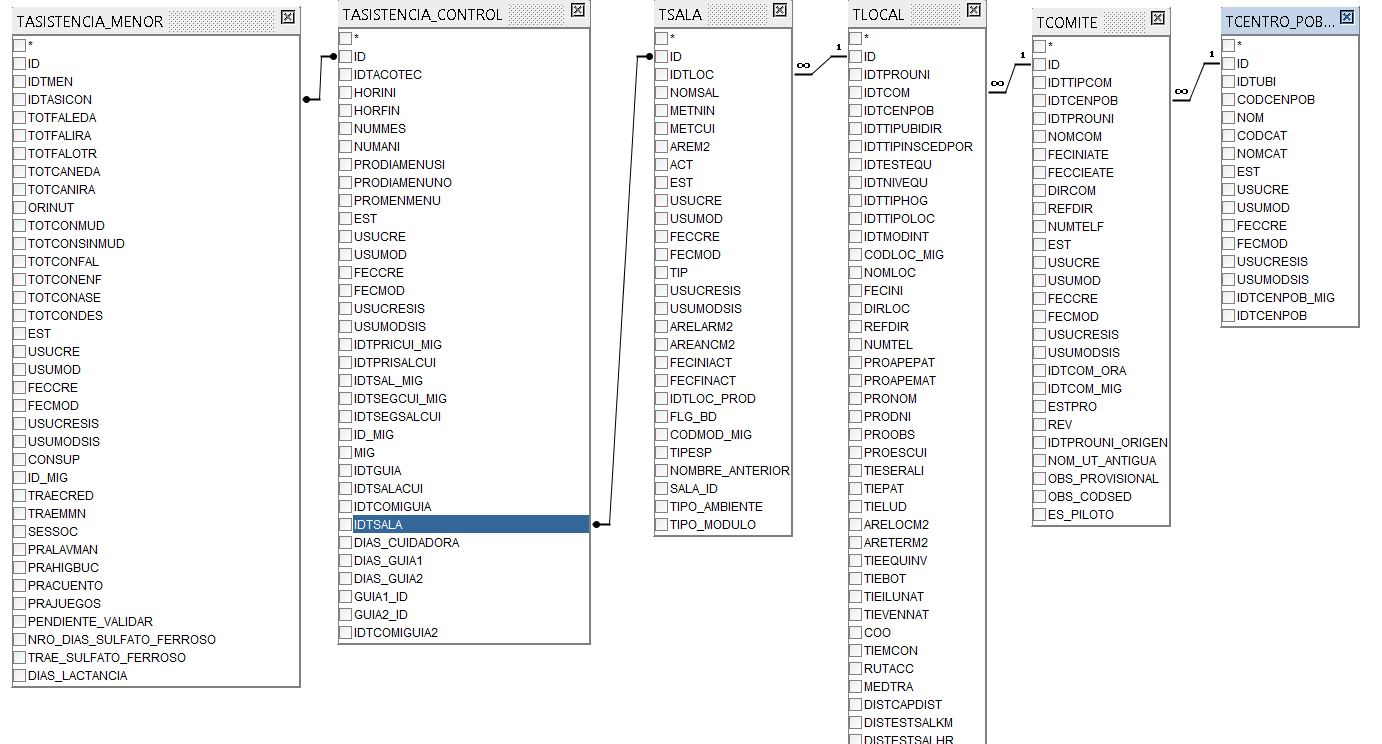 TASISTENCIA_MENOR
*
ID
IDTMEN
IDTASICON
TOTFALEDA
TOTFALIRA
TOTFALOTR
TOTCANEDA
TOTCANIRA
ORINUT
TOTCONMUD
TOTCONSINMUD
TOTCONFAL
TOTCONENF
TOTCONASE
TOTCONDES
EST
USUCRE
USUMOD
FECCRE
FECMOD
USUCRESIS
USUMODSIS
CONSUP
ID_MIG
TRAECRED
TRAEMMN
SESSOC
PRALAVMAN
PRAHIGBUC
PRACUENTO
PRAJUEGOS
PENDIENTE_VALIDAR
NRO_DIAS_SULFATO_FERROSO
TRAE_SULFATO_FERROSO
DIAS_LACTANCIA
TASISTENCIA_CONTROL
*
ID
IDTACOTEC
HORINI
HORFIN
NUMMES
NUMANI
PRODIAMENUSI
PRODIAMENUNO
PROMENMENU
EST
USUCRE
USUMOD
FECCRE
FECMOD
USUCRESIS
USUMODSIS
IDTPRICUI_MIG
IDTPRISALCUI
IDTSAL_MIG
IDTSEGCUI_MIG
IDTSEGSALCUI
ID_MIG
MIG
IDTGUIA
IDTSALACUI
IDTCOMIGUIA
IDTSALA
DIAS_CUIDADORA
DIAS_GUIA1
DIAS_GUIA2
GUIA1_ID
GUIA2_ID
IDTCOMIGUIA2
TSALA
*
ID
IDTLOC
NOMSAL
METNIN
METCUI
AREM2
ACT
EST
USUCRE
USUMOD
FECCRE
FECMOD
TIP
USUCRESIS
USUMODSIS
ARELARM2
AREANCM2
FECINIACT
FECFINACT
IDTLOC_PROD
FLG_BD
CODMOD_MIG
TIPESP
NOMBRE_ANTERIOR
SALA_ID
TIPO_AMBIENTE
TIPO_MODULO
∞ 1
TLOCAL
*
ID
IDTPROUNI
IDTCOM
IDTCENPOB
IDTTIPUBIDIR
IDTTIPINSCEDPOR
IDTESTEQU
IDTNIVEQU
IDTTIPHOG
IDTTIPOLOC
IDTMODINT
CODLOC_MIG
NOMLOC
FECINI
DIRLOC
REFDIR
NUMTEL
PROAPEPAT
PROAPEMAT
PRONOM
PRODNI
PROOBS
PROESCUI
TIESERALI
TIEPAT
TIELUD
ARELOCM2
ARETERM2
TIEEQUINV
TIEBOT
TIEILUNAT
TIEVENNAT
COO
TIEMCON
RUTACC
MEDTRA
DISTCAPDIST
DISTESTSALKM
DISTESTSALHR
∞ 1
TCOMITE
*
ID
IDTTIPCOM
IDTCENPOB
IDTPROUNI
NOMCOM
FECINIATE
FECCIEATE
DIRCOM
REFDIR
NUMTELF
EST
USUCRE
USUMOD
FECCRE
FECMOD
USUCRESIS
USUMODSIS
IDTCOM_ORA
IDTCOM_MIG
ESTPRO
REV
IDTPROUNI_ORIGEN
NOM_UT_ANTIGUA
OBS_PROVISIONAL
OBS_CODSED
ES_PILOTO
∞ 1
TCENTRO_POB...
*
ID
IDTUBI
CODCENPOB
NOM
CODCAT
NOMCAT
EST
USUCRE
USUMOD
FECCRE
FECMOD
USUCRESIS
USUMODSIS
IDTCENPOB_MIG
IDTCENPOB